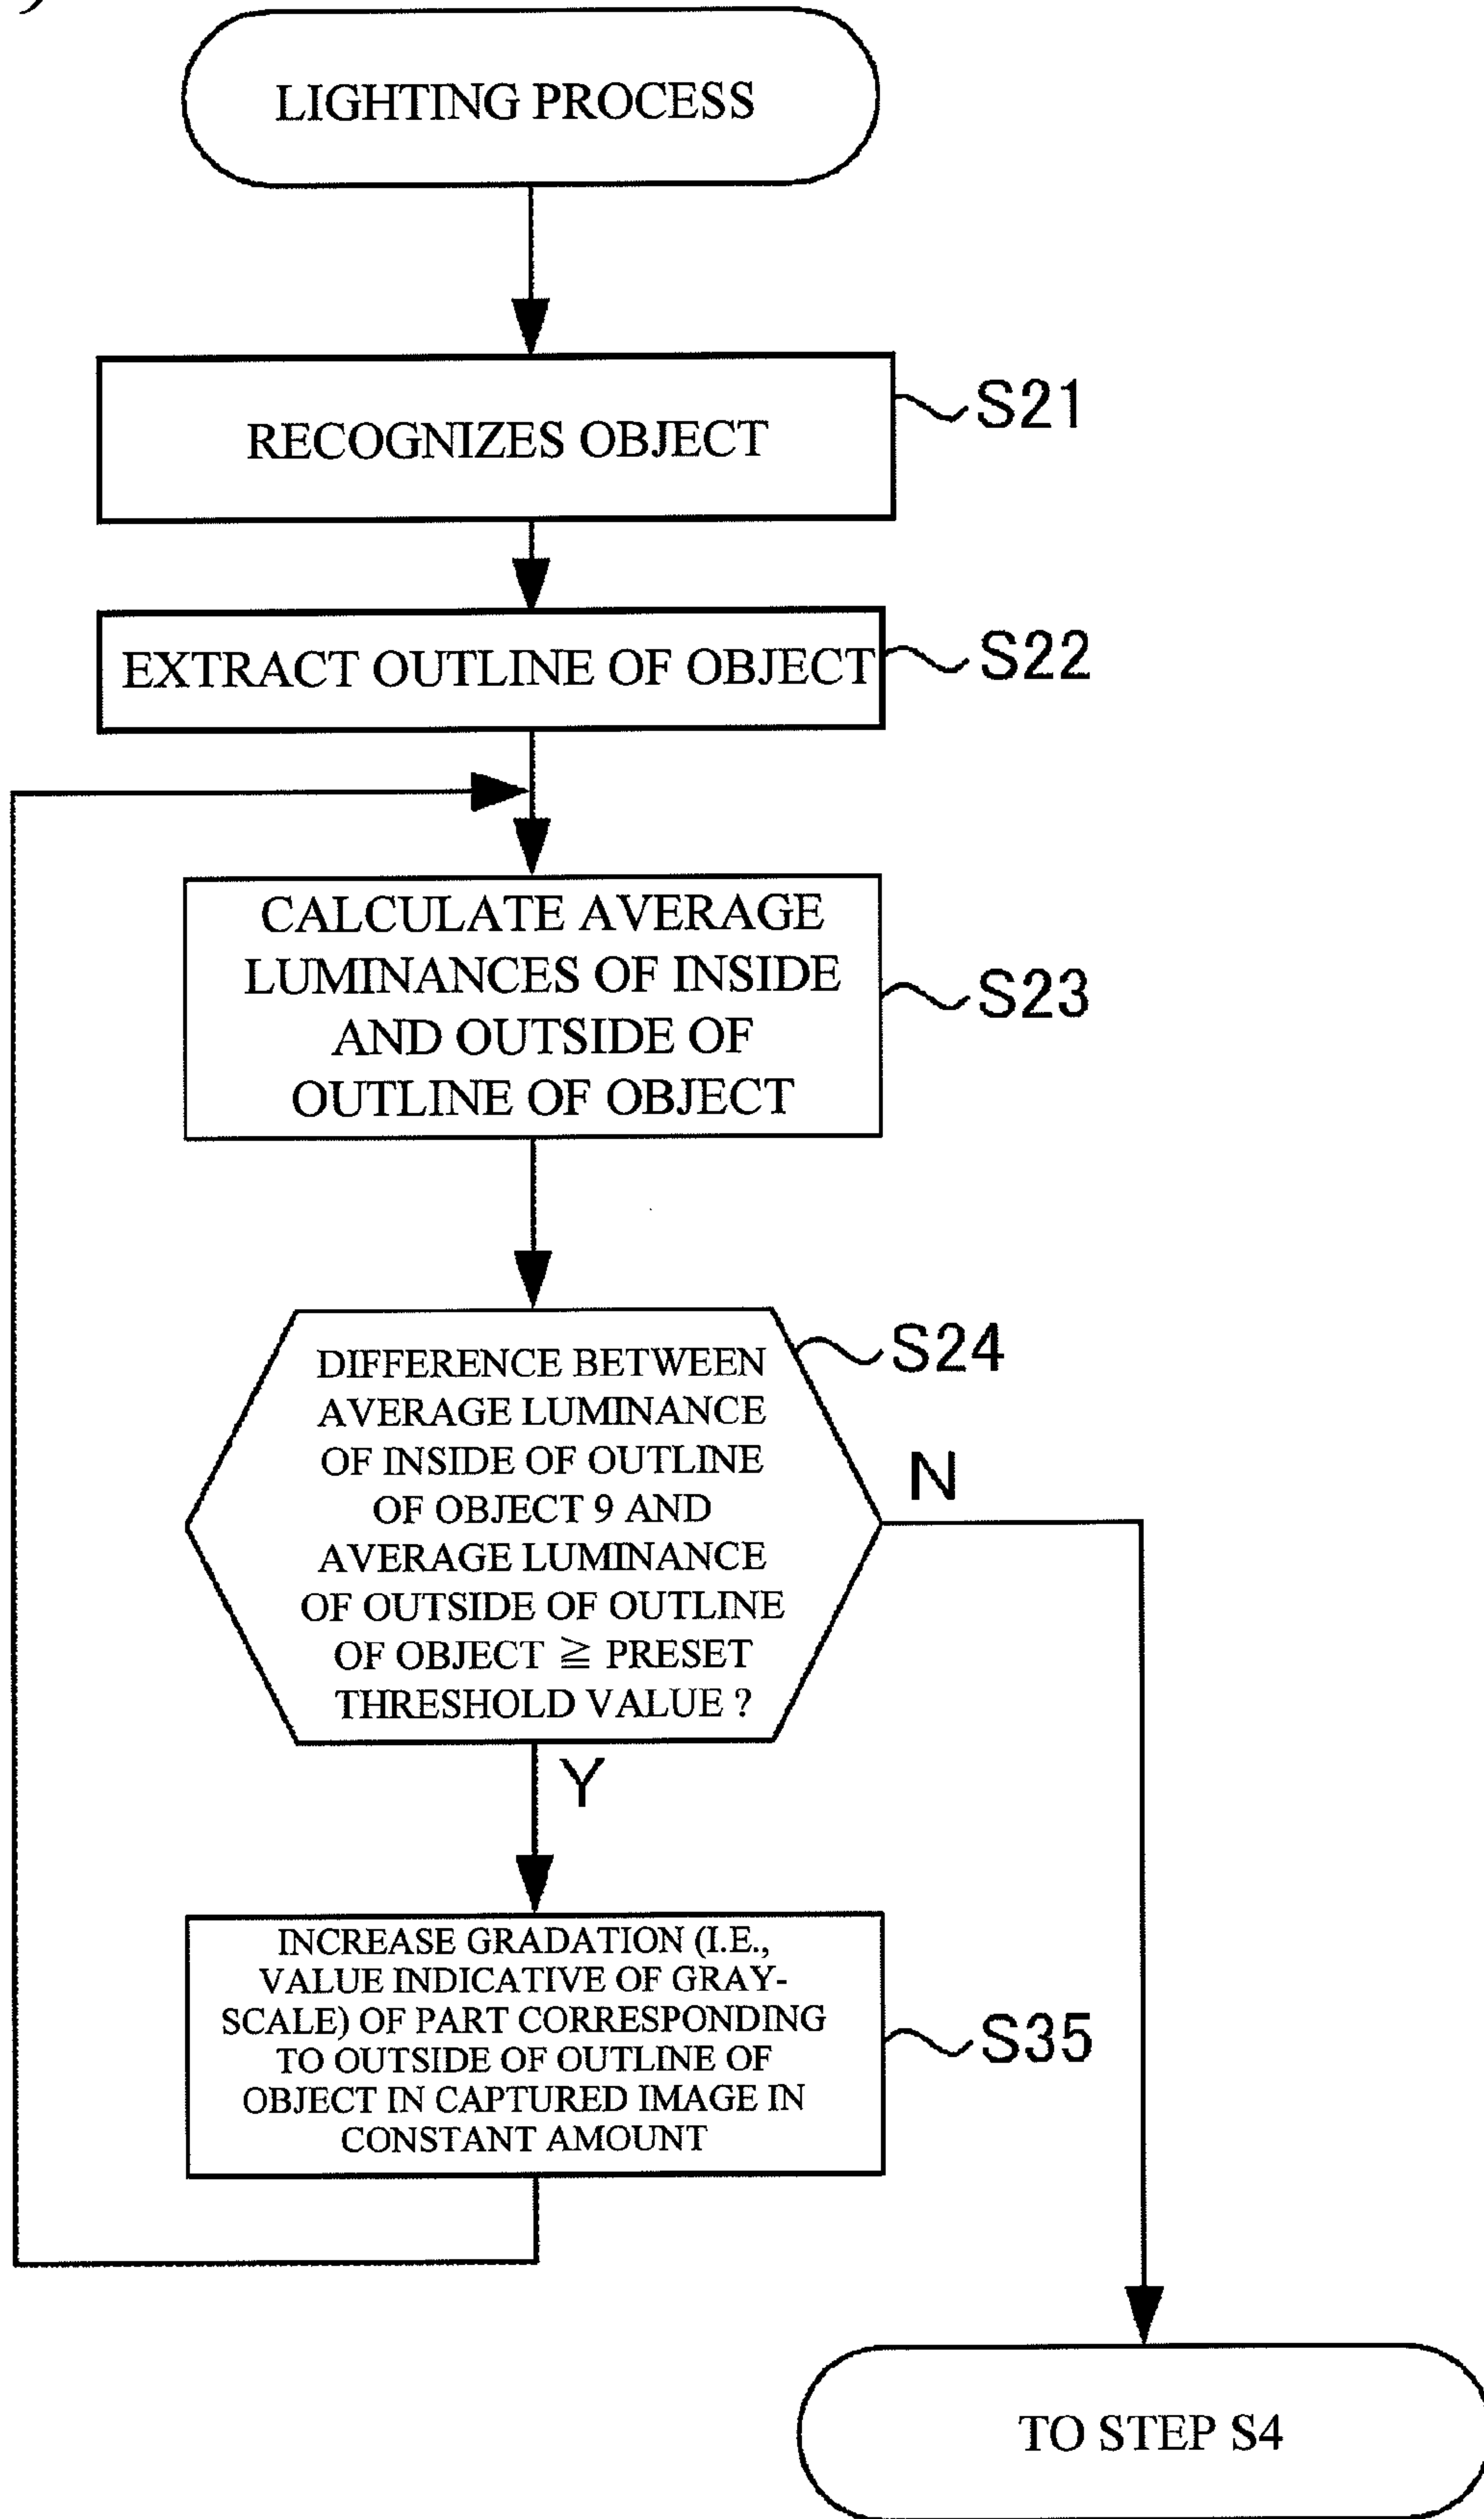 LIGHTING PROCESS
RECOGNIZES OBJECT
S21
EXTRACT OUTLINE OF OBJECT
S22
CALCULATE AVERAGE
LUMINANCES OF INSIDE
AND OUTSIDE OF
OUTLINE OF OBJECT
S23
DIFFERENCE BETWEEN
AVERAGE LUMINANCE
OF INSIDE OF OUTLINE
OF OBJECT 9 AND
AVERAGE LUMINANCE
OF OUTSIDE OF OUTLINE
OF OBJECT ≧ PRESET
THRESHOLD VALUE ?
S24
N
Y
INCREASE GRADATION (I.E.,
VALUE INDICATIVE OF GRAY-
SCALE) OF PART CORRESPONDING
TO OUTSIDE OF OUTLINE OF
OBJECT IN CAPTURED IMAGE IN
CONSTANT AMOUNT
S35
TO STEP S4